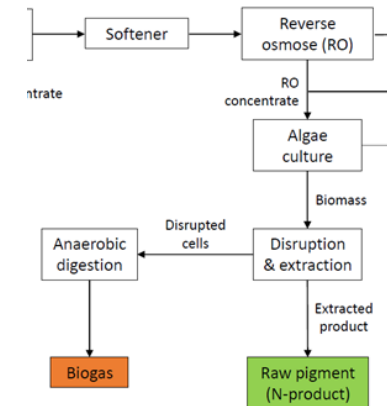 Softener
Reverse
osmose (RO)
ntrate
RO
concentrate
Algae
culture
Biomass
Disrupted
cells
Anaerobic
digestion
Disruption
& extraction
Extracted
product
Biogas
Raw pigment
(N-product)